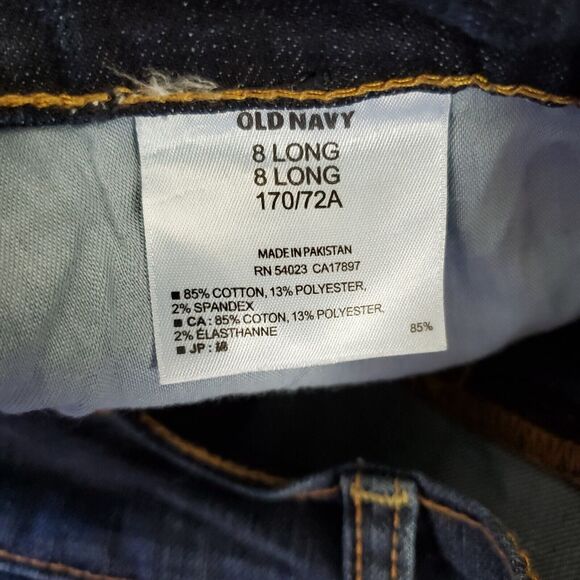 OLD NAVY
8 LONG
8 LONG
170/72A
MADE IN PAKISTAN
RN 54023 CA17897
■ 85% COTTON, 13% POLYESTER,
2% SPANDEX
■ CA : 85% COTON, 13% POLYESTER,
2% ÉLASTHANNE
■ JP : 綿 85%